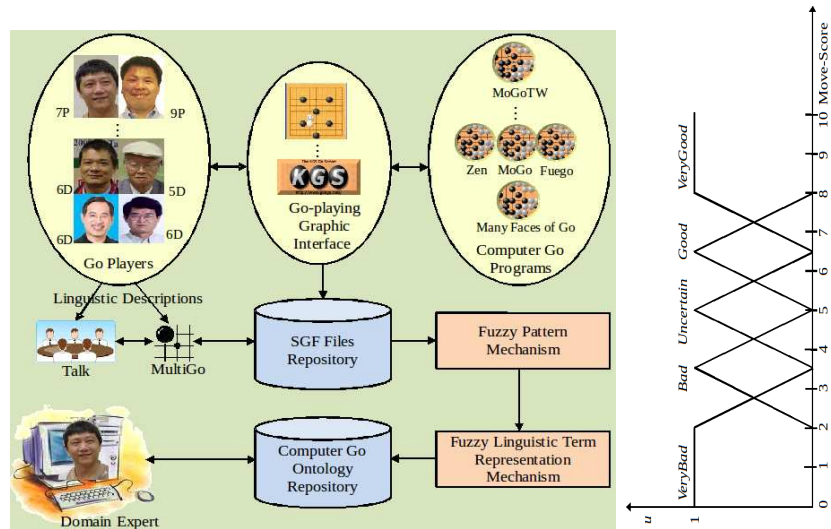 7P
9P
6D
5D
6D
6D
Go Players
KGS
Go-playing
Graphic
Interface
MoGoTW
Zen
MoGo
Fuego
Many Faces of Go
Computer Go
Programs
Linguistic Descriptions
Talk
MultiGo
SGF Files
Repository
Fuzzy Pattern
Mechanism
Domain Expert
Computer Go
Ontology
Repository
Fuzzy Linguistic Term
Representation
Mechanism
Move-Score
10
9
8
7
6
5
4
3
2
1
0
VeryGood
Good
Uncertain
Bad
VeryBad
1
u